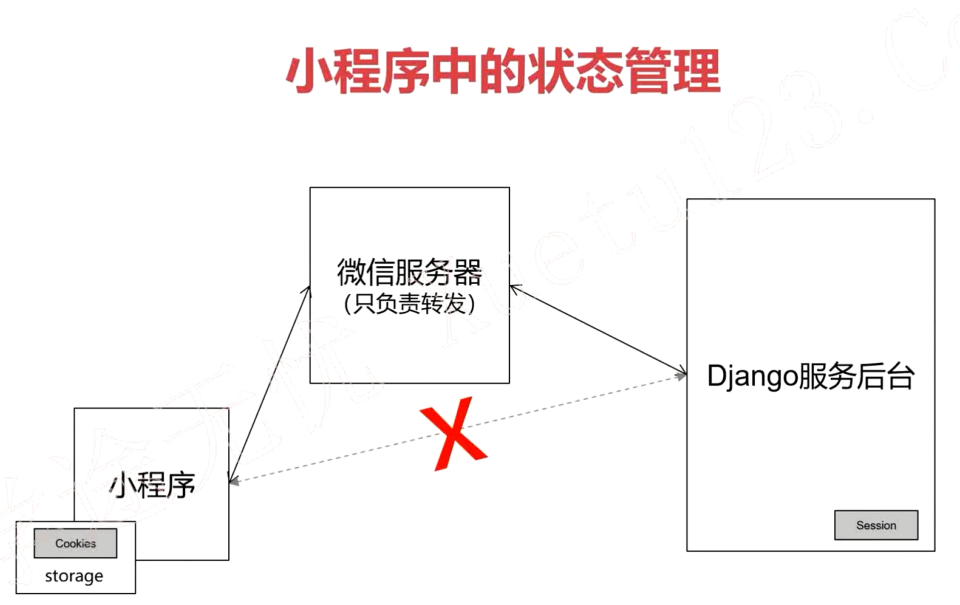 小程序中的状态管理
微信服务器
（只负责转发）
Django服务后台
小程序
Cookies
storage
Session